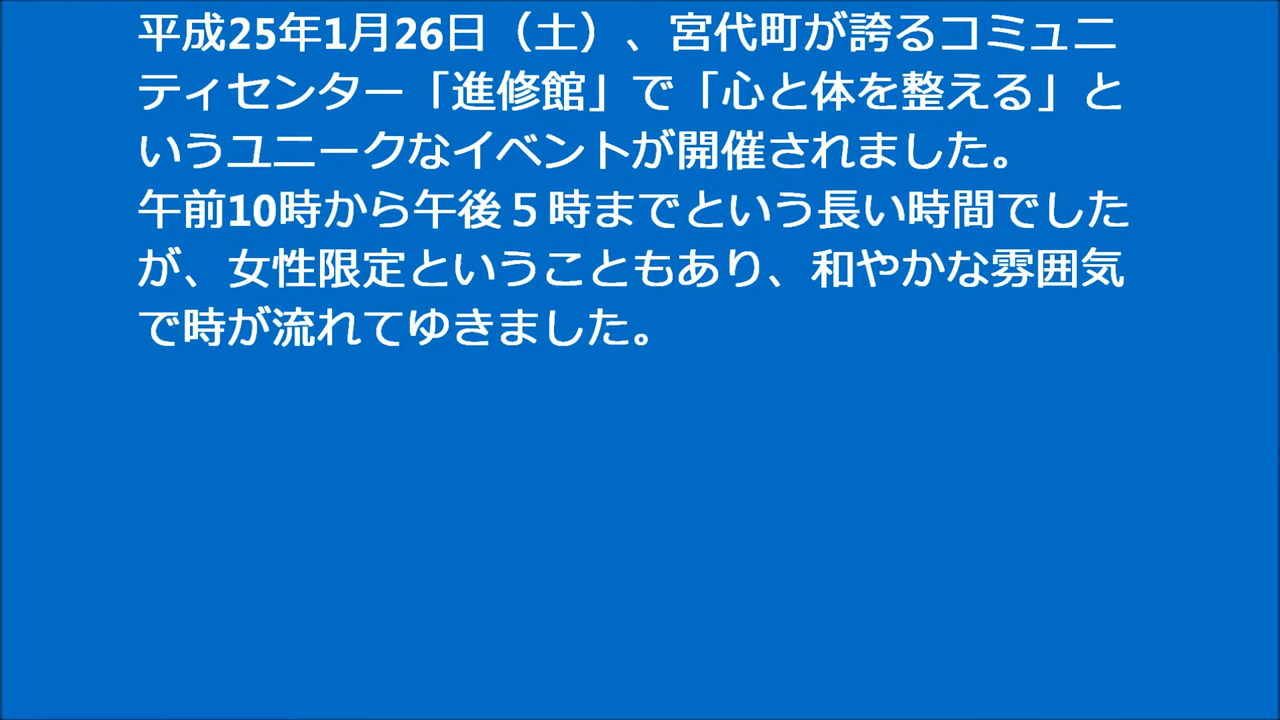 平成25年1月26日（土）、宮代町が誇るコミュニ
ティセンター「進修館」で「心と体を整える」と
いうユニークなイベントが開催されました。
午前10時から午後５時までという長い時間でした
が、女性限定ということもあり、和やかな雰囲気
で時が流れてゆきました。